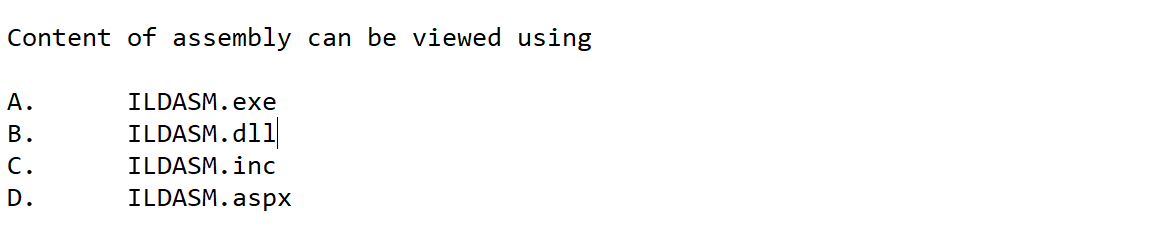 Content of assembly can be viewed using
A. ILDASM.exe
B. ILDASM.dll
C. ILDASM.inc
D. ILDASM.aspx